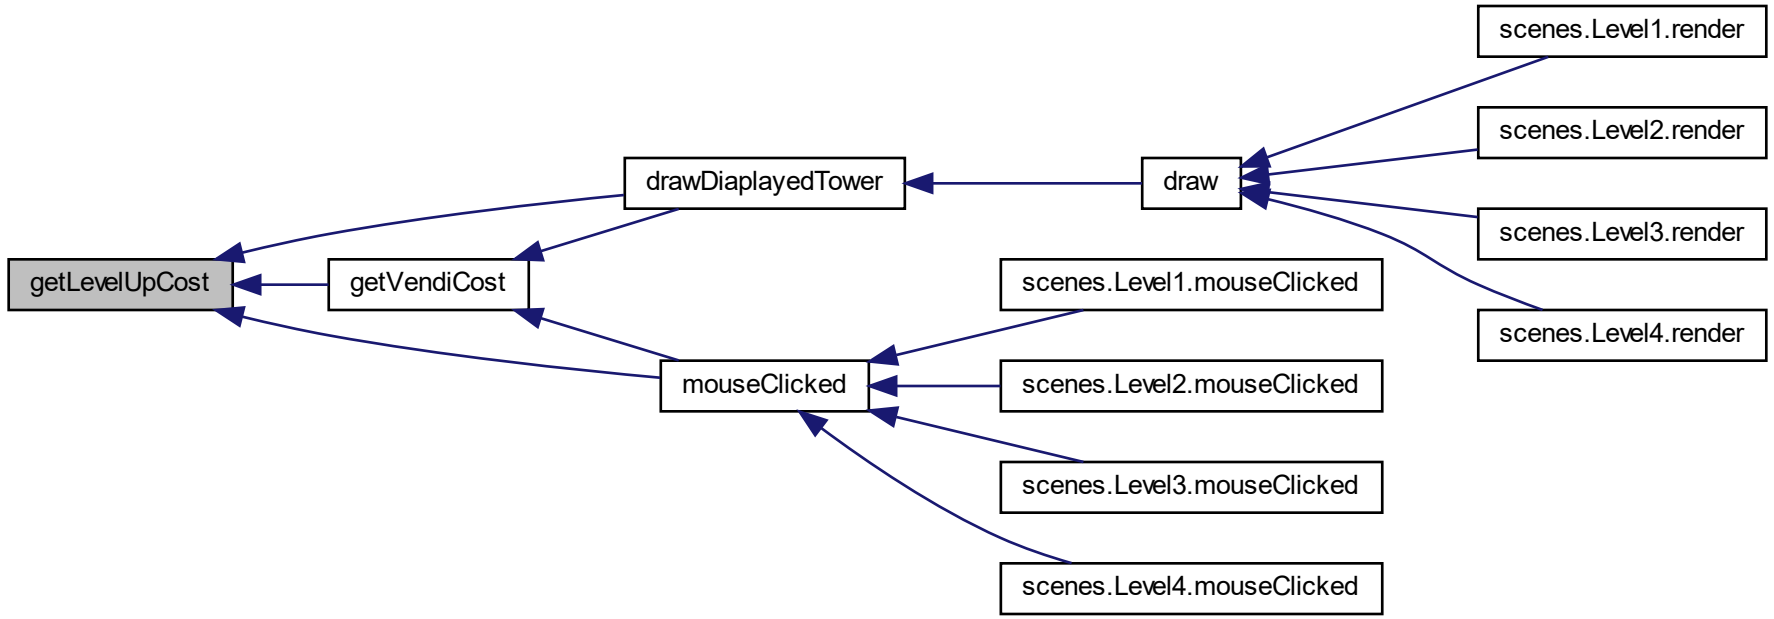 scenes.Level1.render
scenes.Level2.render
drawDiaplayedTower
draw
scenes.Level3.render
getLevelUpCost
getVendiCost
scenes.Level1.mouseClicked
scenes.Level4.render
mouseClicked
scenes.Level2.mouseClicked
scenes.Level3.mouseClicked
scenes.Level4.mouseClicked